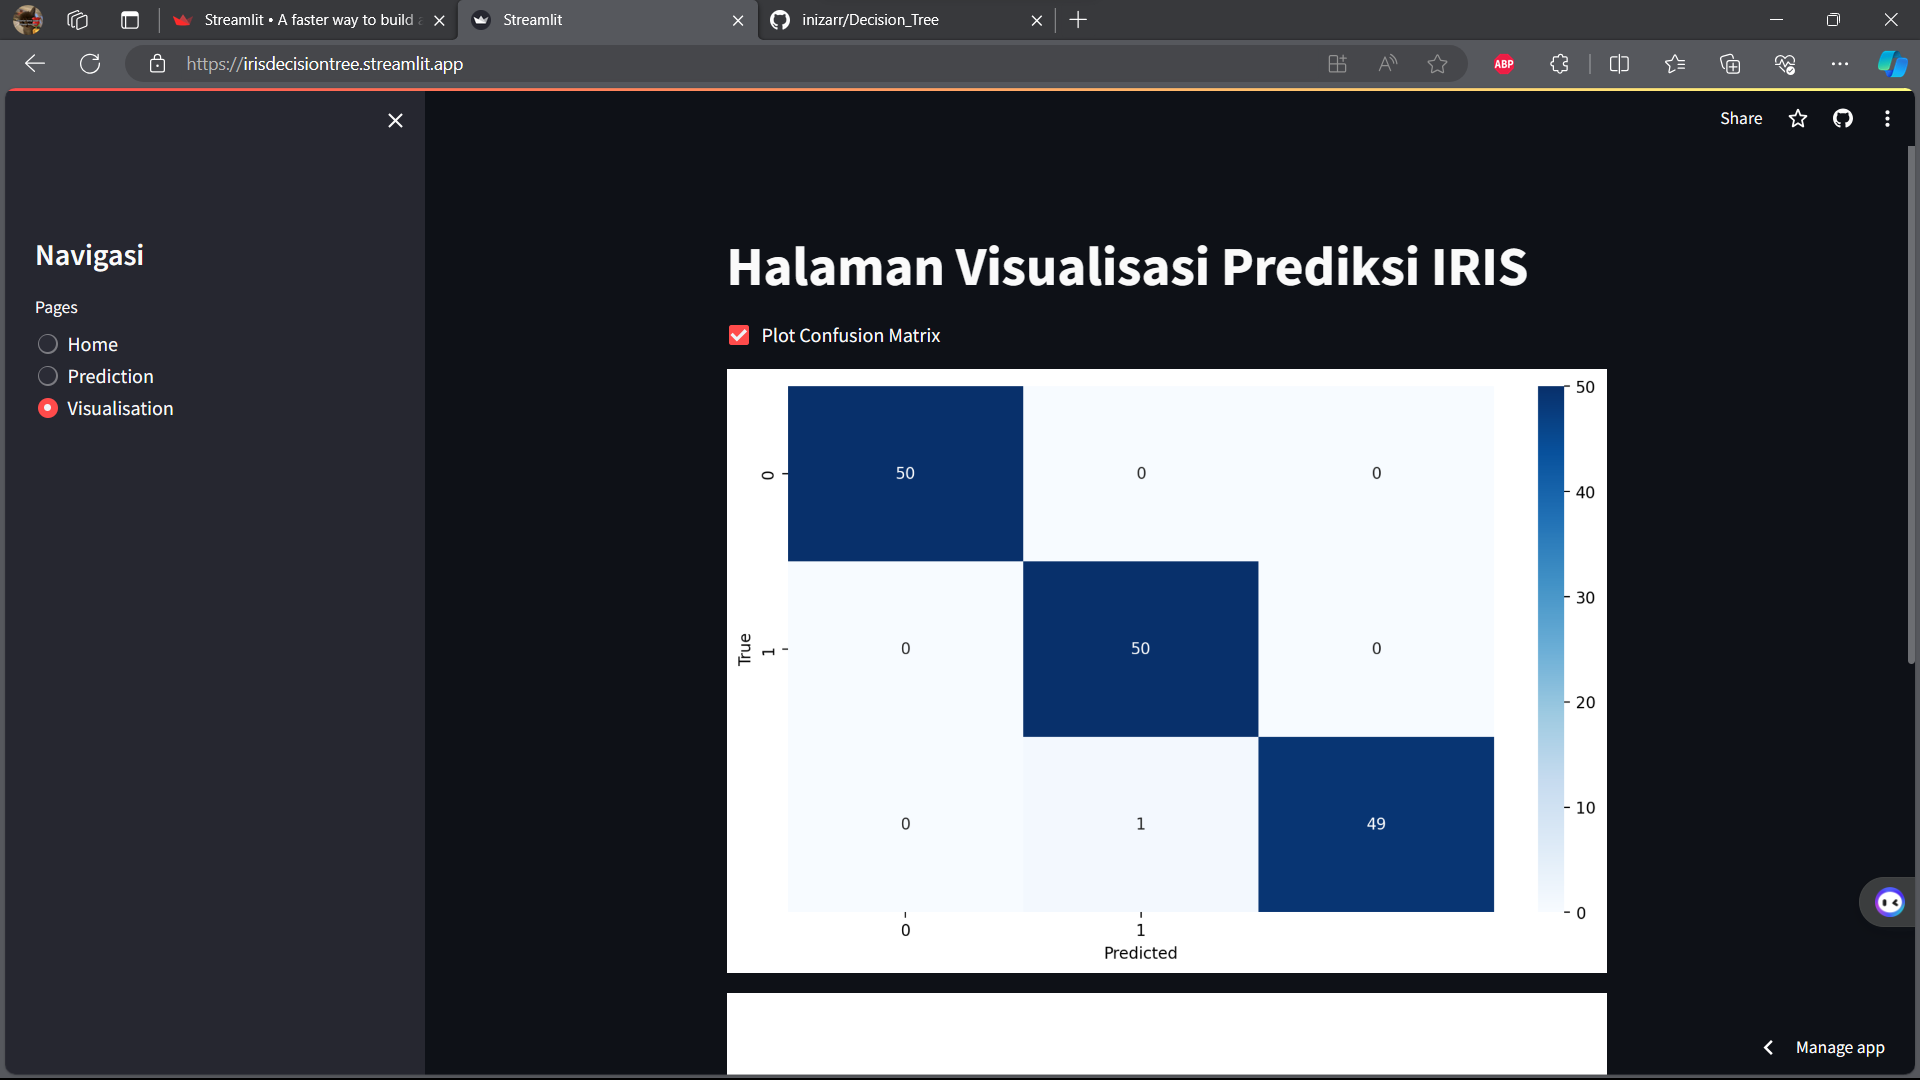 Streamlit • A faster way to build a
Streamlit
inizarr/Decision_Tree
https://irisdecisiontree.streamlit.app
ABP
Share
Navigasi
Pages
Home
Prediction
Visualisation
Halaman Visualisasi Prediksi IRIS
Plot Confusion Matrix
50 0 0
0 50 0
0 1 49
0
1
True
0 1
Predicted
50
40
30
20
10
0
Manage app